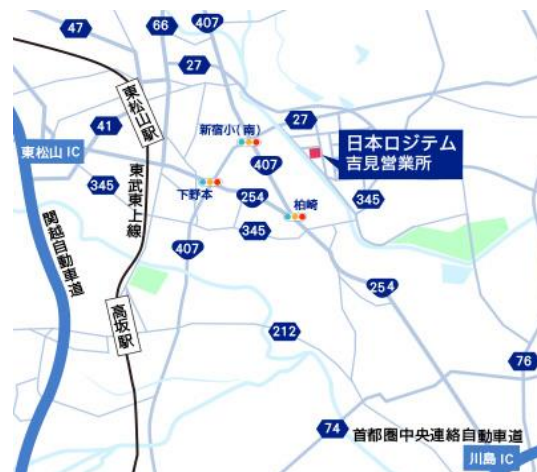 407
47
66
27
東松山駅
41
新宿小(南)
27
日本ロジテム
吉見営業所
東松山 IC
407
345
東武東上線
下野本
254
柏崎
345
345
関越自動車道
407
254
高坂駅
212
76
74
首都圏中央連絡自動車道
川島 IC